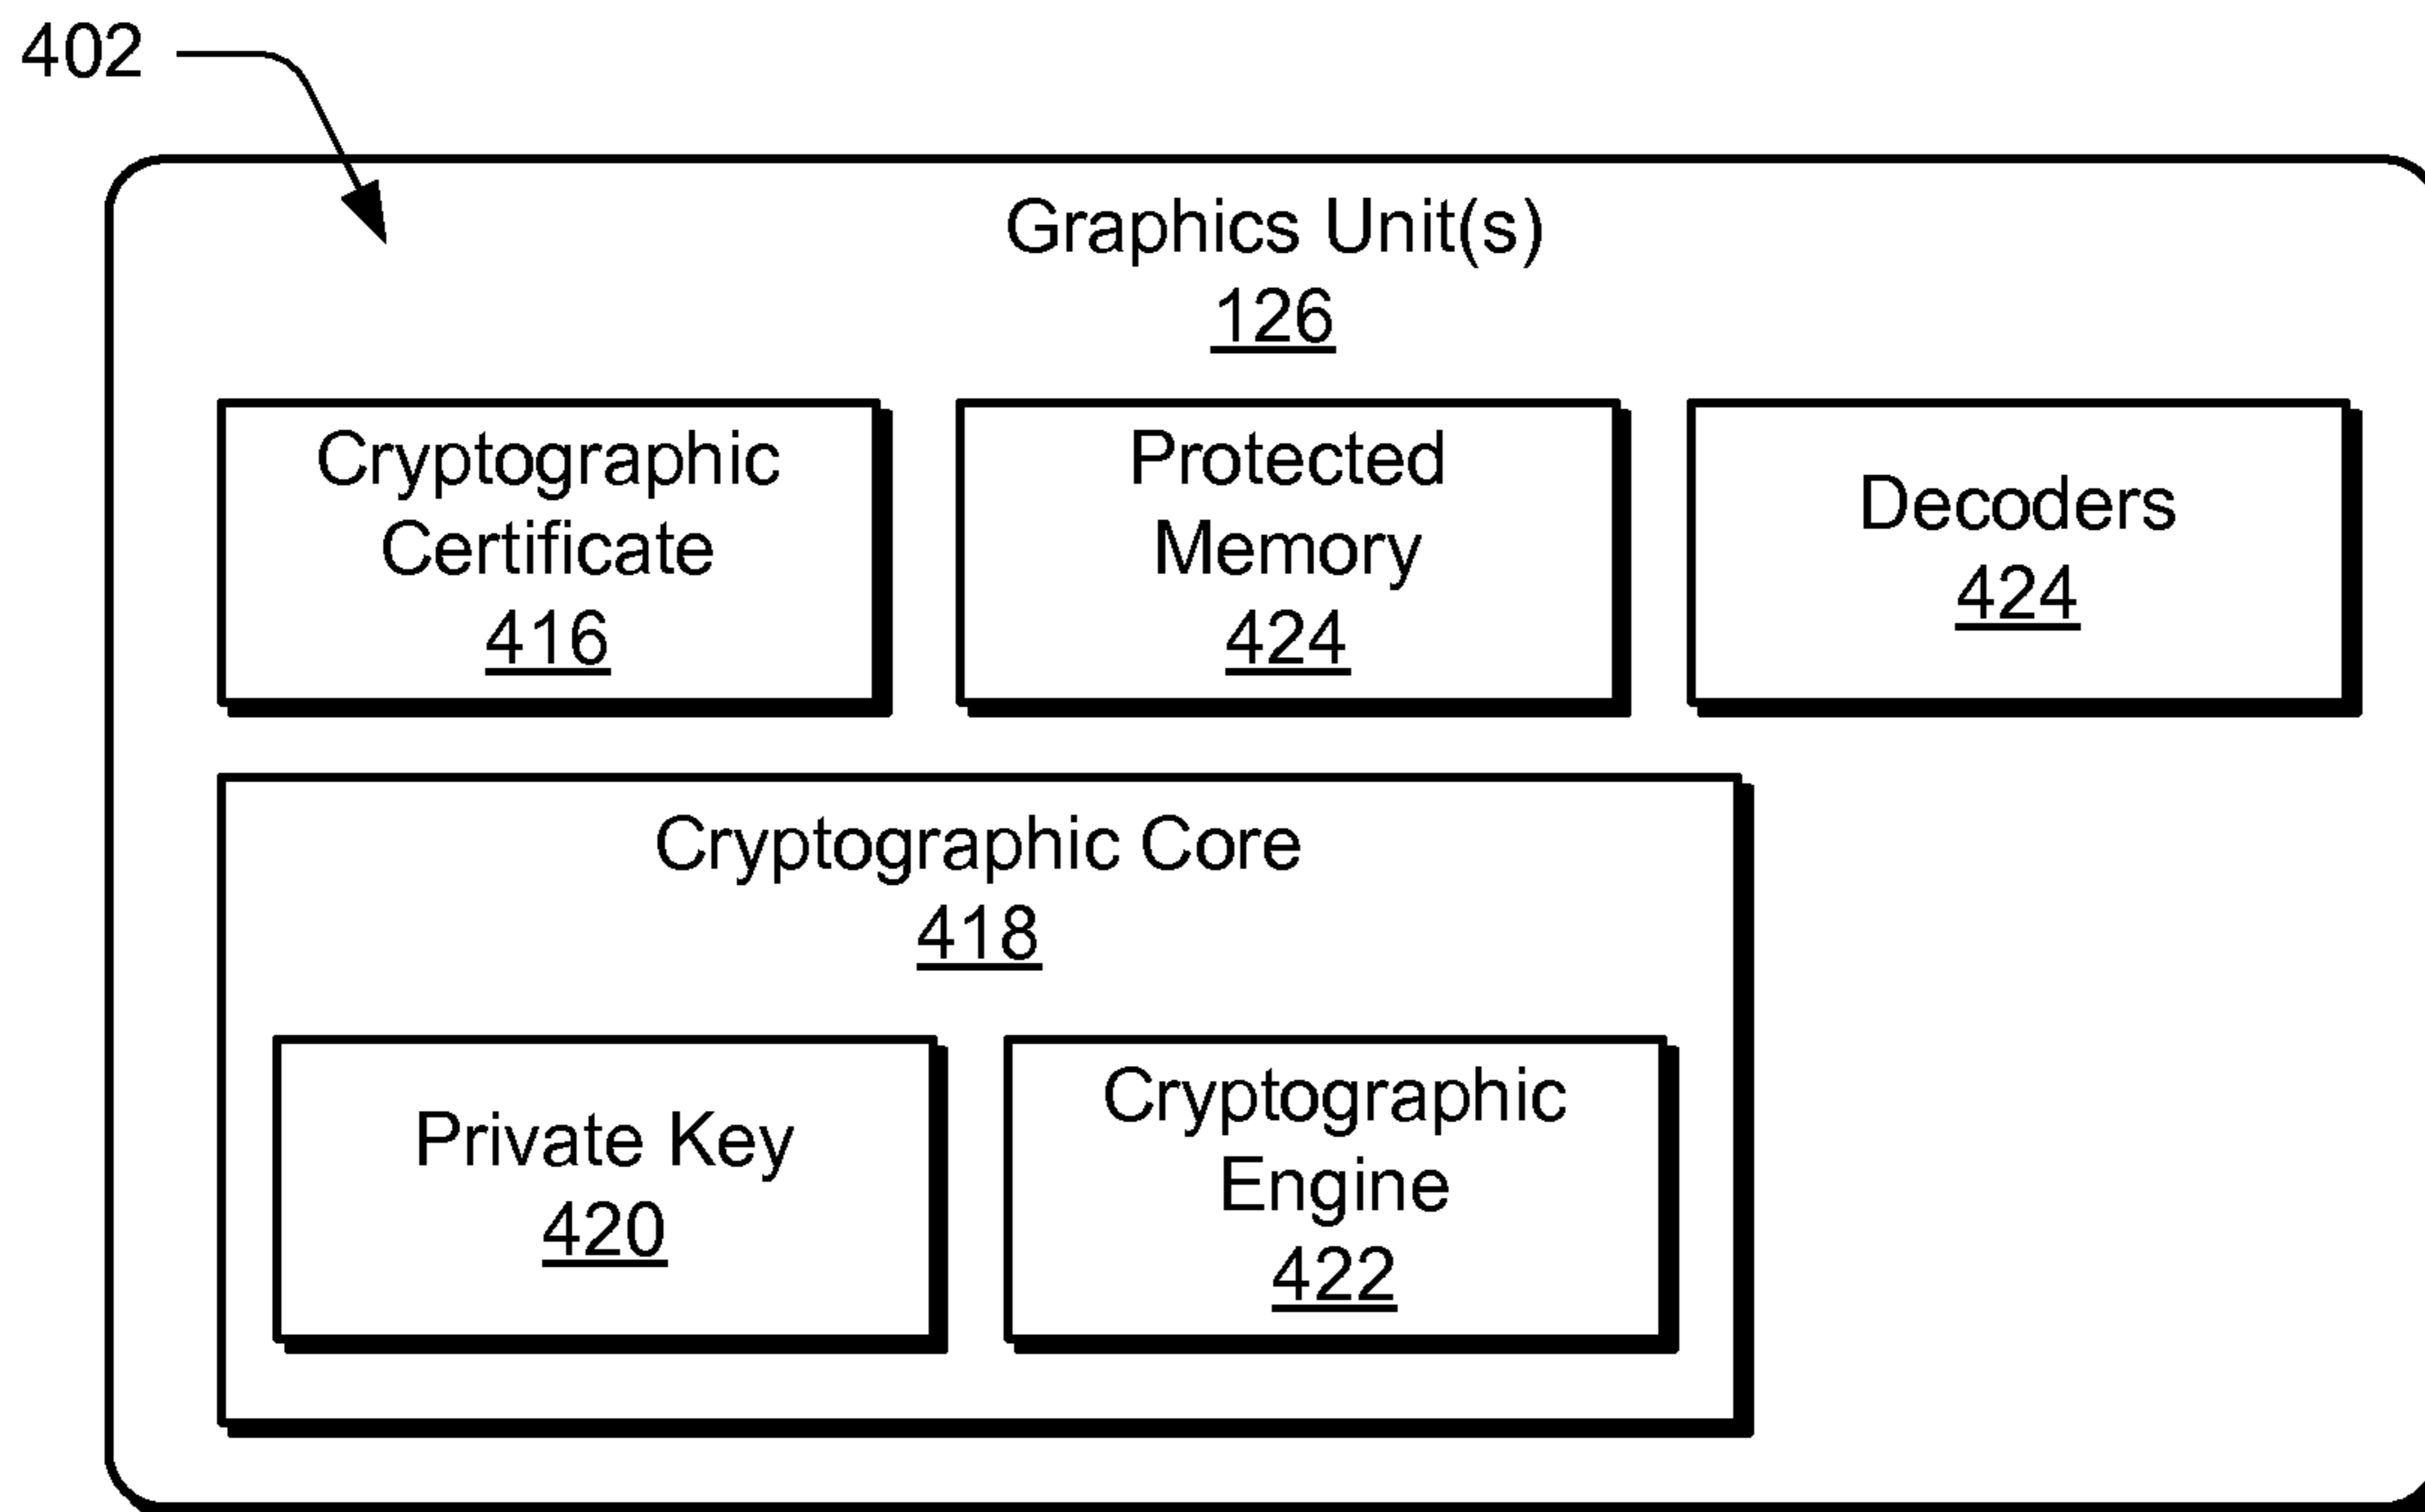 402
Graphics Unit(s)
126
Cryptographic
Certificate
416
Protected
Memory
424
Decoders
424
Cryptographic Core
418
Private Key
420
Cryptographic
Engine
422